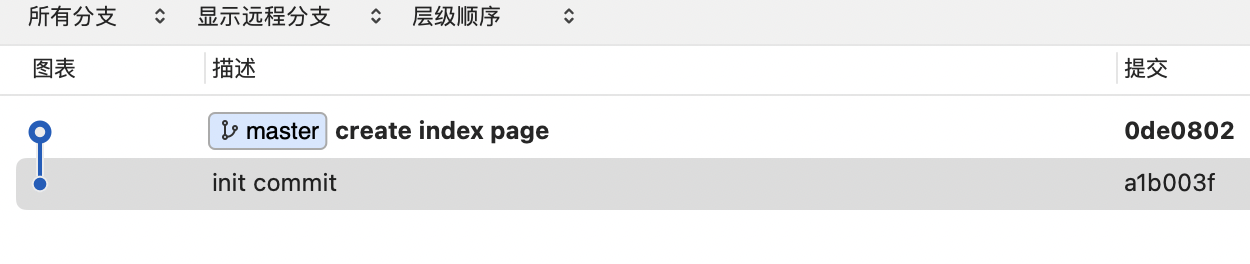 所有分支 显示远程分支 层级顺序
图表 描述 提交
master create index page 0de0802
init commit a1b003f